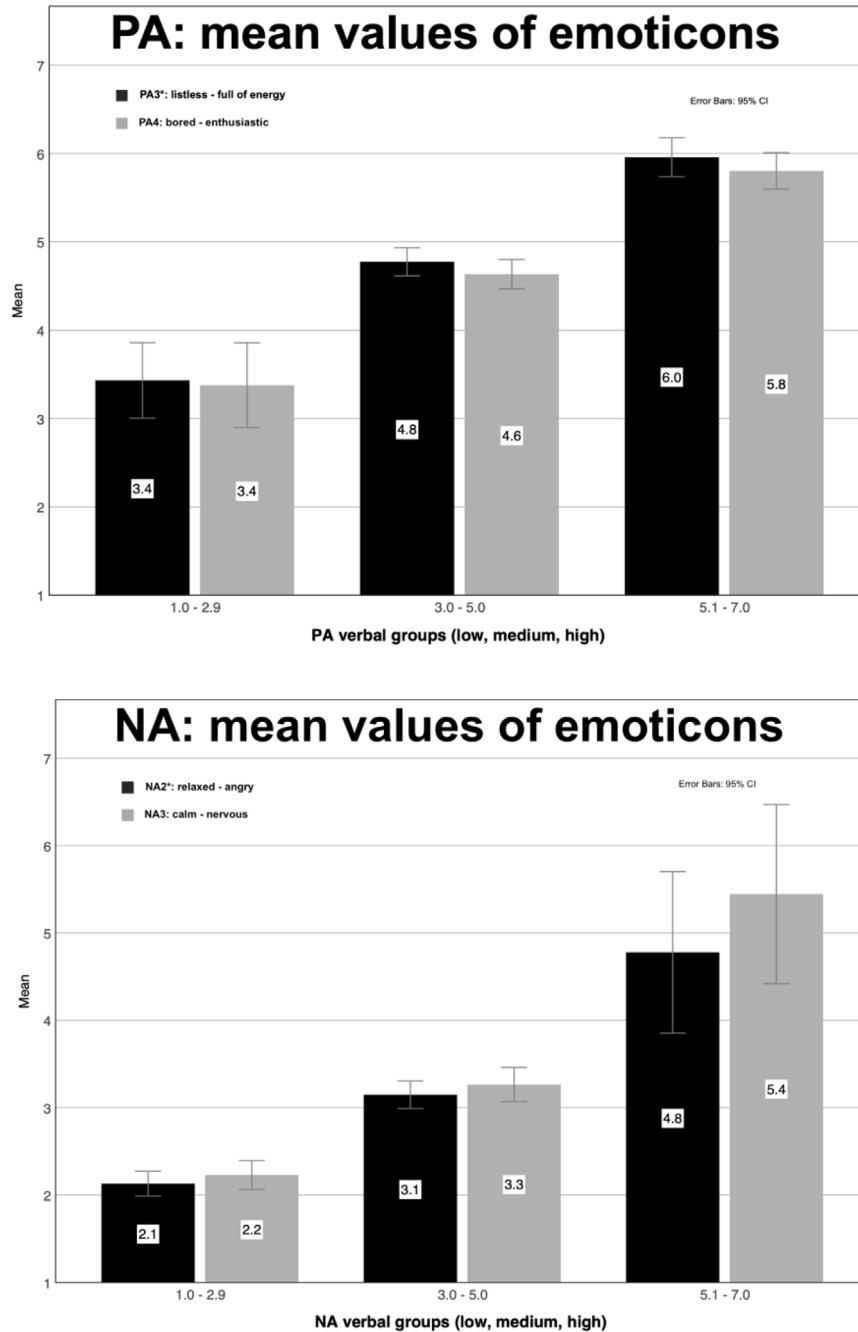 PA: mean values of emoticons
7
PA3*: listless - full of energy
Error Bars: 95% CI
PA4: bored - enthusiastic
6
5
Mean
4
6.0
5.8
3
4.8
4.6
3.4
3.4
2
1
1.0 - 2.9
3.0 - 5.0
5.1 - 7.0
PA verbal groups (low, medium, high)
NA: mean values of emoticons
7
NA2*: relaxed - angry
Error Bars: 95% CI
NA3: calm - nervous
6
5
Mean
4
5.4
3
4.8
3.1
3.3
2
2.1
2.2
1
1.0 - 2.9
3.0 - 5.0
5.1 - 7.0
NA verbal groups (low, medium, high)